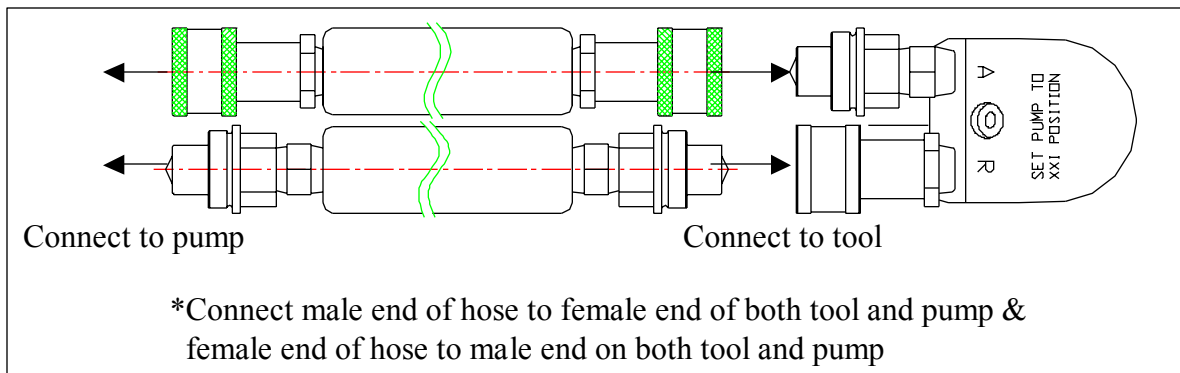 A
R
SET PUMP TO
XXI POSITION
Connect to pump
Connect to tool
*Connect male end of hose to female end of both tool and pump &
female end of hose to male end on both tool and pump